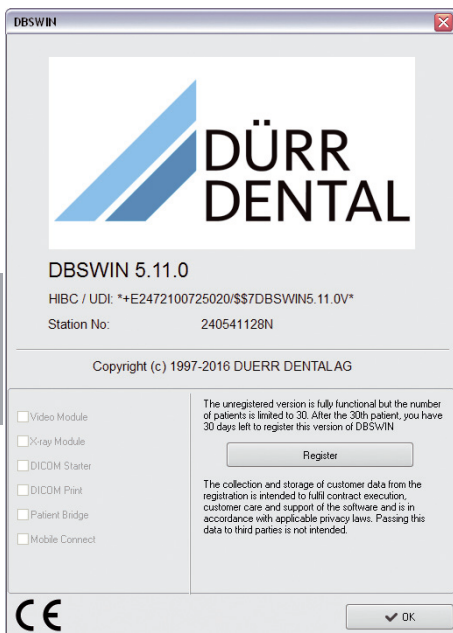 DBSWIN
DÜRR
DENTAL
DBSWIN 5.11.0
HIBC / UDI: *+E2472100725020/$$7DBSWIN5.11.0V*
Station No: 240541128N
Copyright (c) 1997-2016 DUERR DENTAL AG
Video Module
X-ray Module
DICOM Starter
DICOM Print
Patient Bridge
Mobile Connect
The unregistered version is fully functional but the number
of patients is limited to 30. After the 30th patient, you have
30 days left to register this version of DBSWIN
Register
The collection and storage of customer data from the
registration is intended to fulfil contract execution,
customer care and support of the software and is in
accordance with applicable privacy laws. Passing this
data to third parties is not intended.
CE
OK